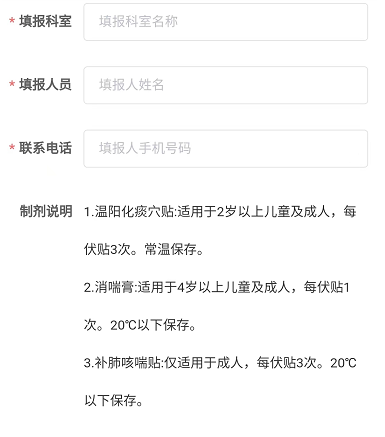 * 填报科室 填报科室名称
* 填报人员 填报人姓名
* 联系电话 填报人手机号码
制剂说明 1.温阳化痰穴贴:适用于2岁以上儿童及成人，每
伏贴3次。常温保存。
2.消喘膏:适用于4岁以上儿童及成人，每伏贴1
次。20℃以下保存。
3.补肺咳喘贴:仅适用于成人，每伏贴3次。20℃
以下保存。